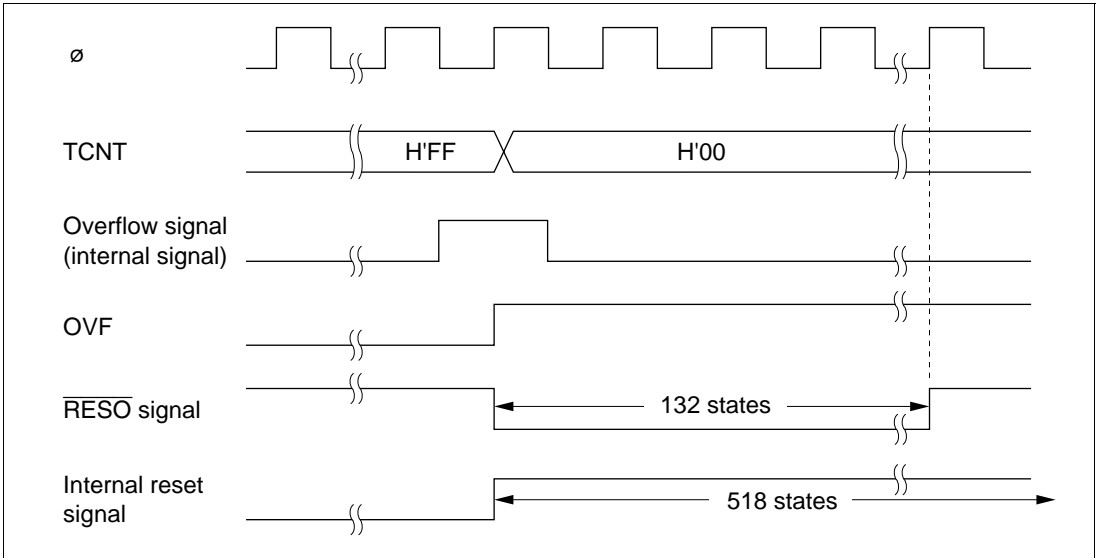 ø
TCNT
H'FF
H'00
Overflow signal
(internal signal)
OVF
RESO signal
132 states
Internal reset
signal
518 states